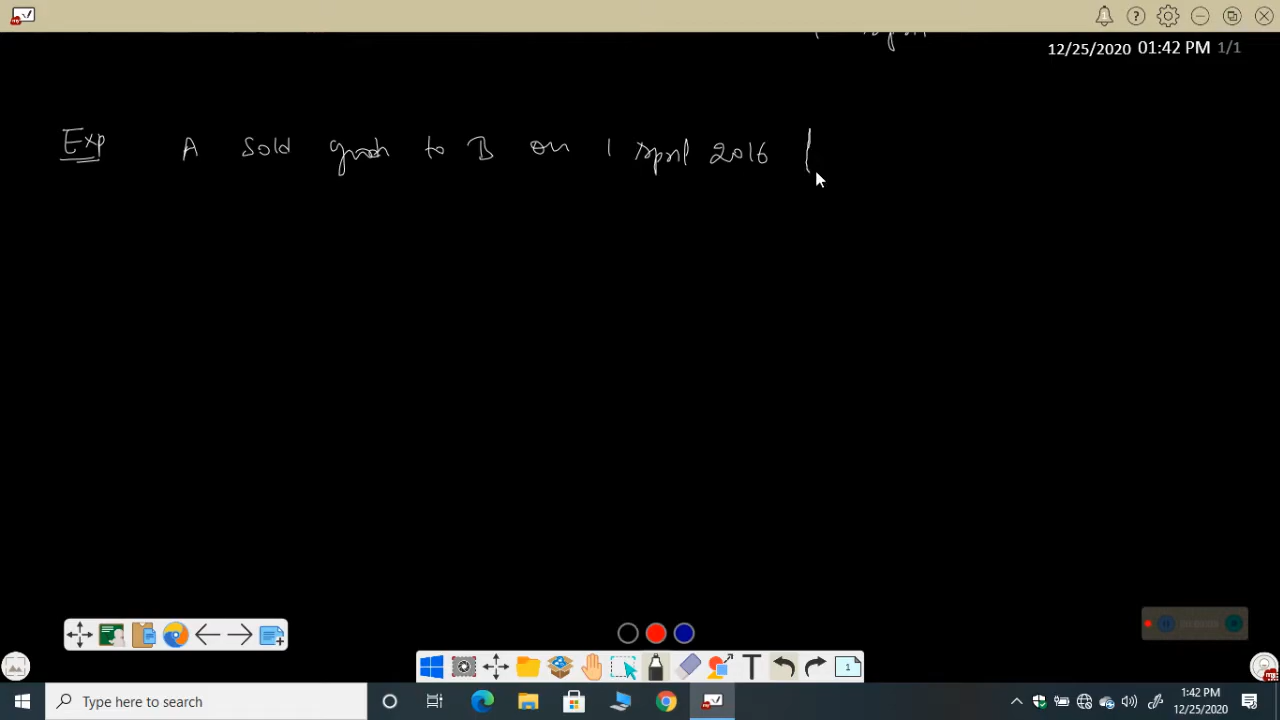 12/25/2020 01:42 PM 1/1
Exp A sold goods to B on 1 April 2016
1
Type here to search
1:42 PM
12/25/2020